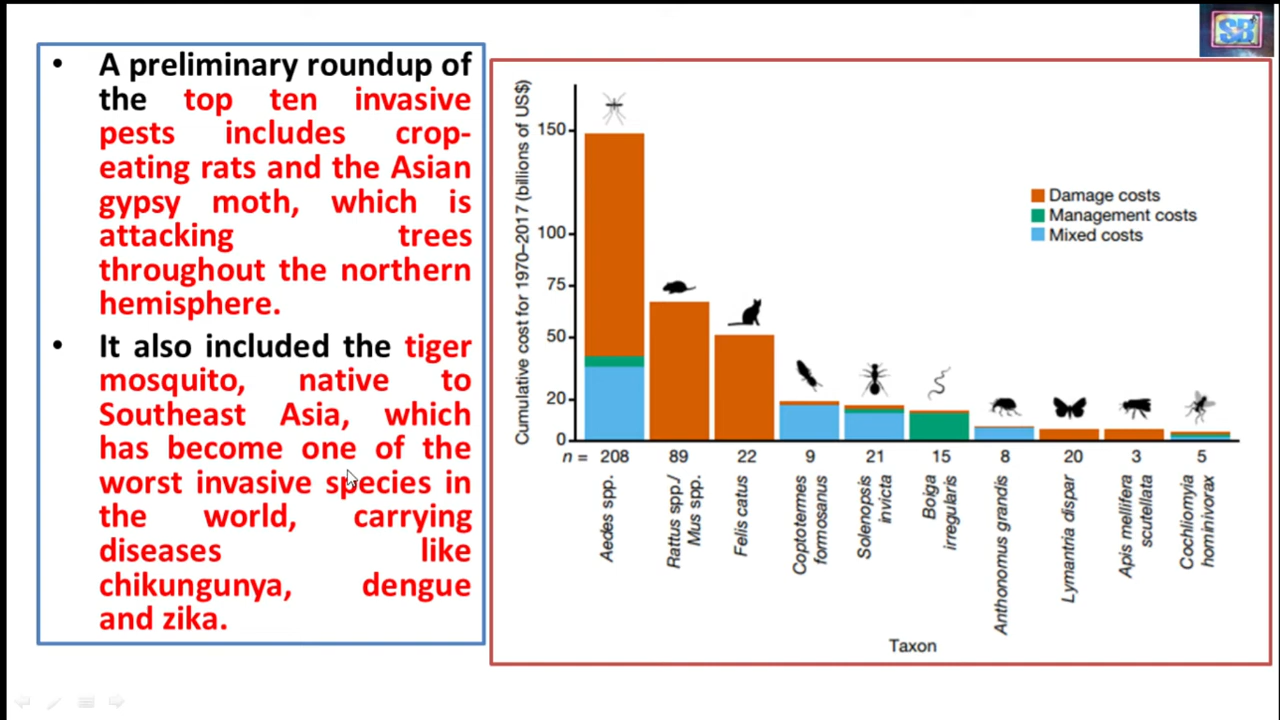 SB
• A preliminary roundup of
the top ten invasive
pests includes crop-
eating rats and the Asian
gypsy moth, which is
attacking trees
throughout the northern
hemisphere.
• It also included the tiger
mosquito, native to
Southeast Asia, which
has become one of the
worst invasive species in
the world, carrying
diseases like
chikungunya, dengue
and zika.
Cumulative cost for 1970–2017 (billions of US$)
150
100
75
50
20
0
Damage costs
Management costs
Mixed costs
n = 208 89 22 9 21 15 8 20 3 5
Aedes spp.
Rattus spp./
Mus spp.
Felis catus
Coptotermes
formosanus
Solenopsis
invicta
Boiga
irregularis
Anthonomus grandis
Lymantria dispar
Apis mellifera
scutellata
Cochliomyia
hominivorax
Taxon